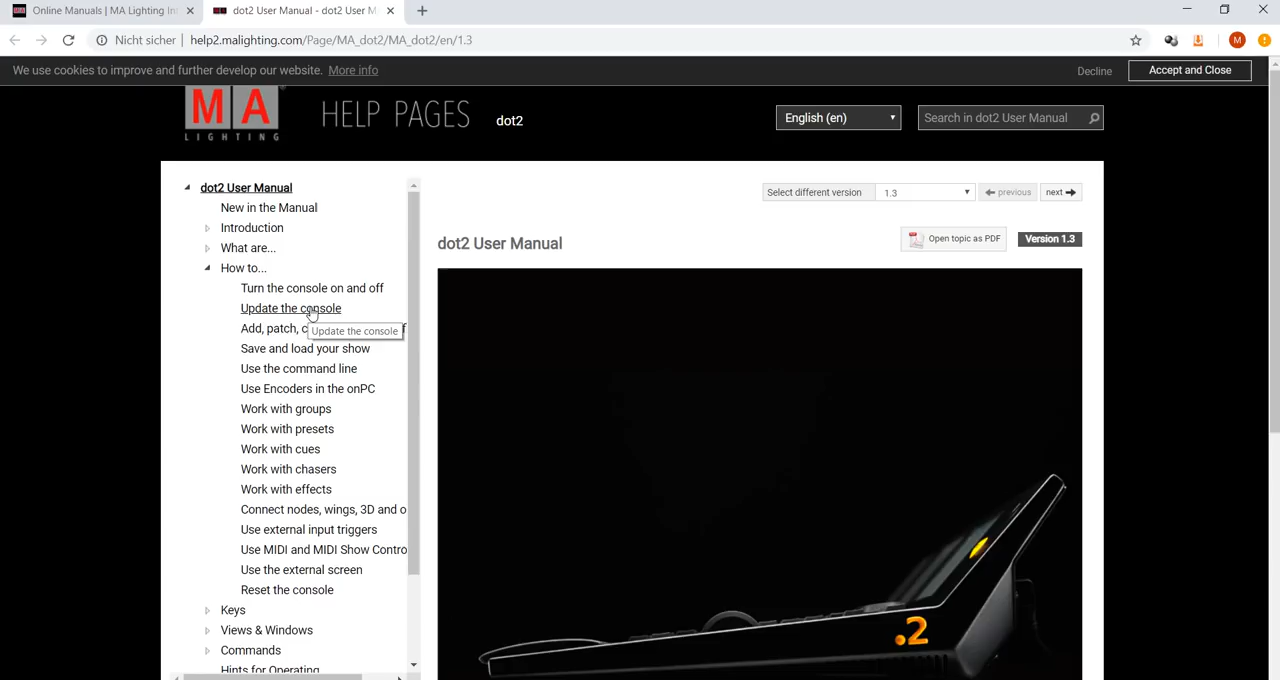 Online Manuals | MA Lighting Int
dot2 User Manual - dot2 User M
Nicht sicher | help2.malighting.com/Page/MA_dot2/MA_dot2/en/1.3
M
We use cookies to improve and further develop our website. More info
Decline
Accept and Close
MA
LIGHTING
HELP PAGES
dot2
English (en)
Search in dot2 User Manual
dot2 User Manual
New in the Manual
Introduction
What are...
How to...
Turn the console on and off
Update the console
Add, patch, c
Update the console
Save and load your show
Use the command line
Use Encoders in the onPC
Work with groups
Work with presets
Work with cues
Work with chasers
Work with effects
Connect nodes, wings, 3D and o
Use external input triggers
Use MIDI and MIDI Show Contro
Use the external screen
Reset the console
Keys
Views & Windows
Commands
Hints for Operating
Select different version
1.3
previous
next
dot2 User Manual
Open topic as PDF
Version 1.3
.2